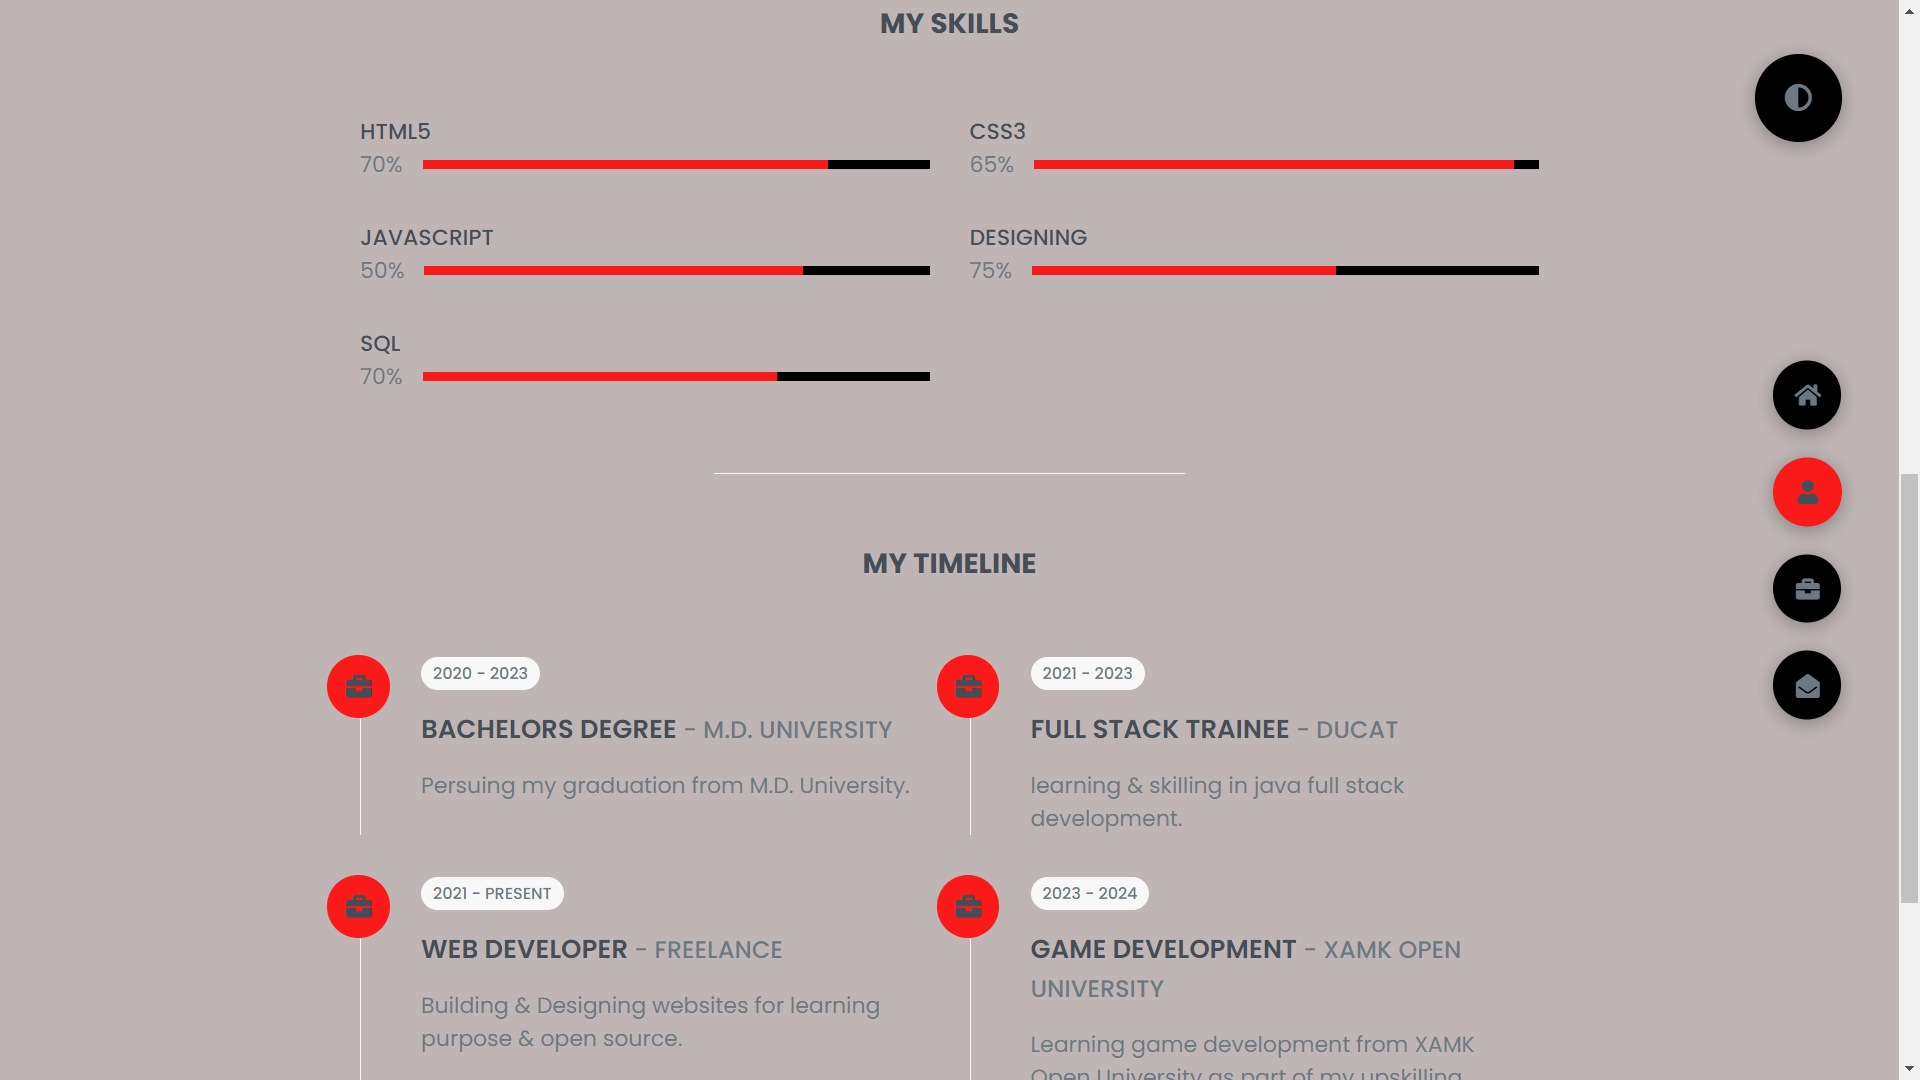 MY SKILLS
HTML5
70%
CSS3
65%
JAVASCRIPT
50%
DESIGNING
75%
SQL
70%
MY TIMELINE
2020 - 2023
BACHELORS DEGREE - M.D. UNIVERSITY
Persuing my graduation from M.D. University.
2021 - 2023
FULL STACK TRAINEE - DUCAT
learning & skilling in java full stack
development.
2021 - PRESENT
WEB DEVELOPER - FREELANCE
Building & Designing websites for learning
purpose & open source.
2023 - 2024
GAME DEVELOPMENT - XAMK OPEN
UNIVERSITY
Learning game development from XAMK
Open University as part of my upskilling